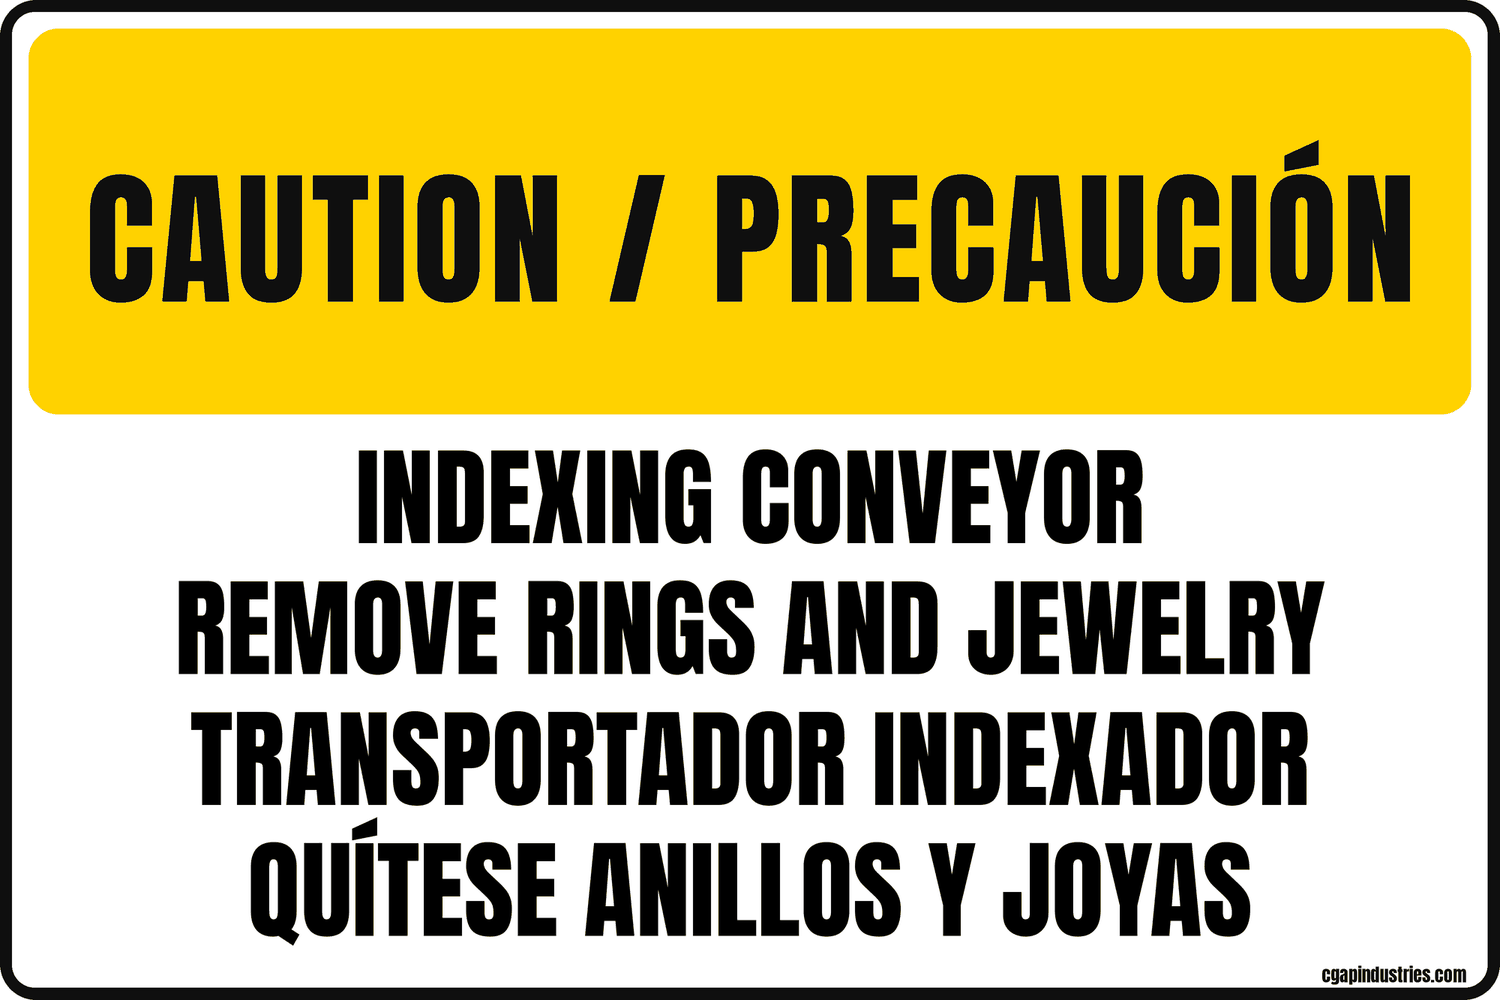 CAUTION / PRECAUCIÓN
INDEXING CONVEYOR
REMOVE RINGS AND JEWELRY
TRANSPORTADOR INDEXADOR
QUÍTESE ANILLOS Y JOYAS
cgapindustries.com